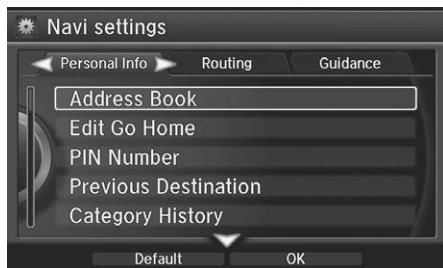 Navi settings
Personal Info Routing Guidance
Address Book
Edit Go Home
PIN Number
Previous Destination
Category History
Default OK